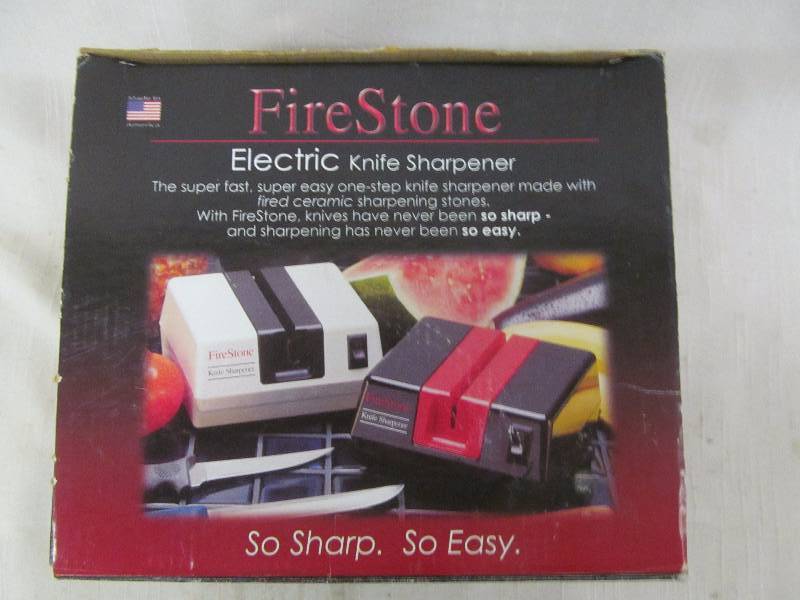 FireStone
Electric Knife Sharpener
The super fast, super easy one-step knife sharpener made with
fired ceramic sharpening stones.
With FireStone, knives have never been so sharp -
and sharpening has never been so easy.
FireStone
Knife Sharpener
FireStone
Knife Sharpener
So Sharp. So Easy.